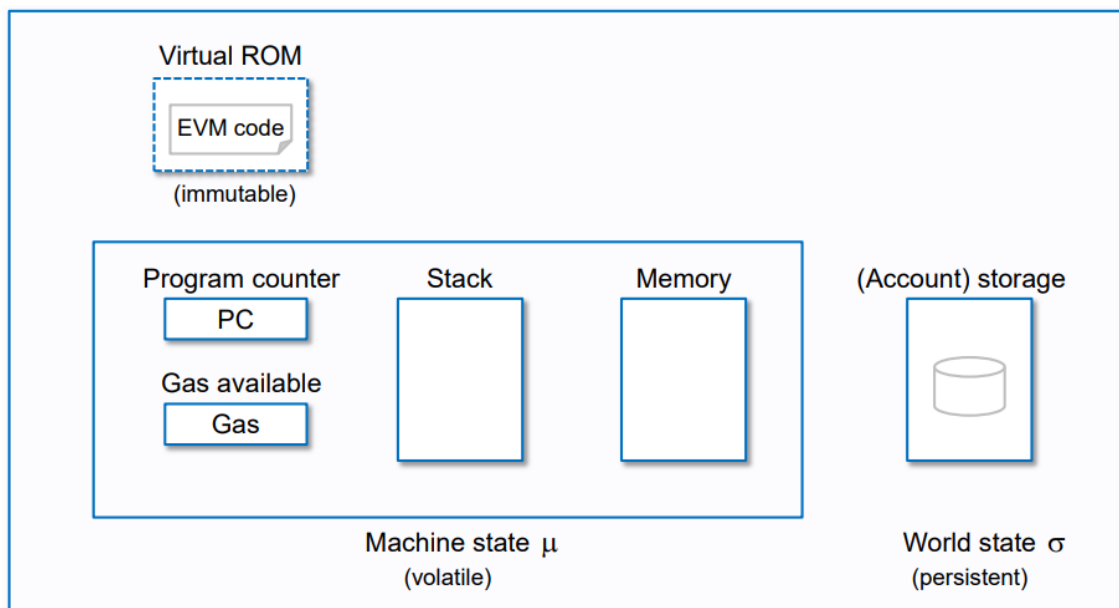 Virtual ROM
EVM code
(immutable)
Program counter
PC
Gas available
Gas
Stack
Memory
(Account) storage
Machine state μ
(volatile)
World state σ
(persistent)